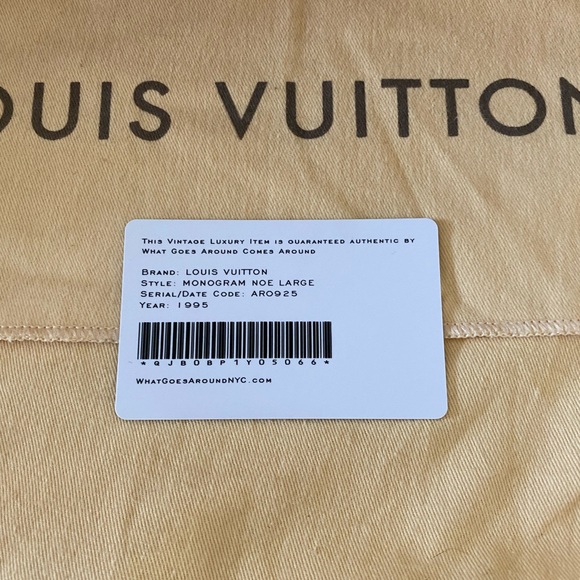 OUIS VUITTON
This Vintage Luxury Item is guaranteed authentic by
What Goes Around Comes Around
Brand: LOUIS VUITTON
Style: MONOGRAM NOE LARGE
Serial/Date Code: AR0925
Year: 1995
*QJBDBP1Y05066*
WhatGoesAroundNYC.com